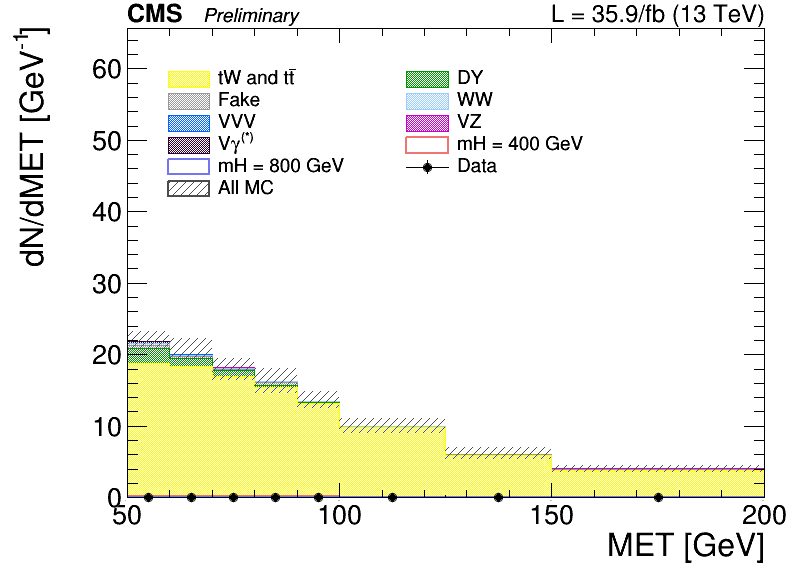 CMS Preliminary L = 35.9/fb (13 TeV)
dN/dMET [GeV⁻¹]
60
50
40
30
20
10
0
tW and tt̄
Fake
VVV
Vγ(*)
mH = 800 GeV
All MC
DY
WW
VZ
mH = 400 GeV
Data
50 100 150 200
MET [GeV]